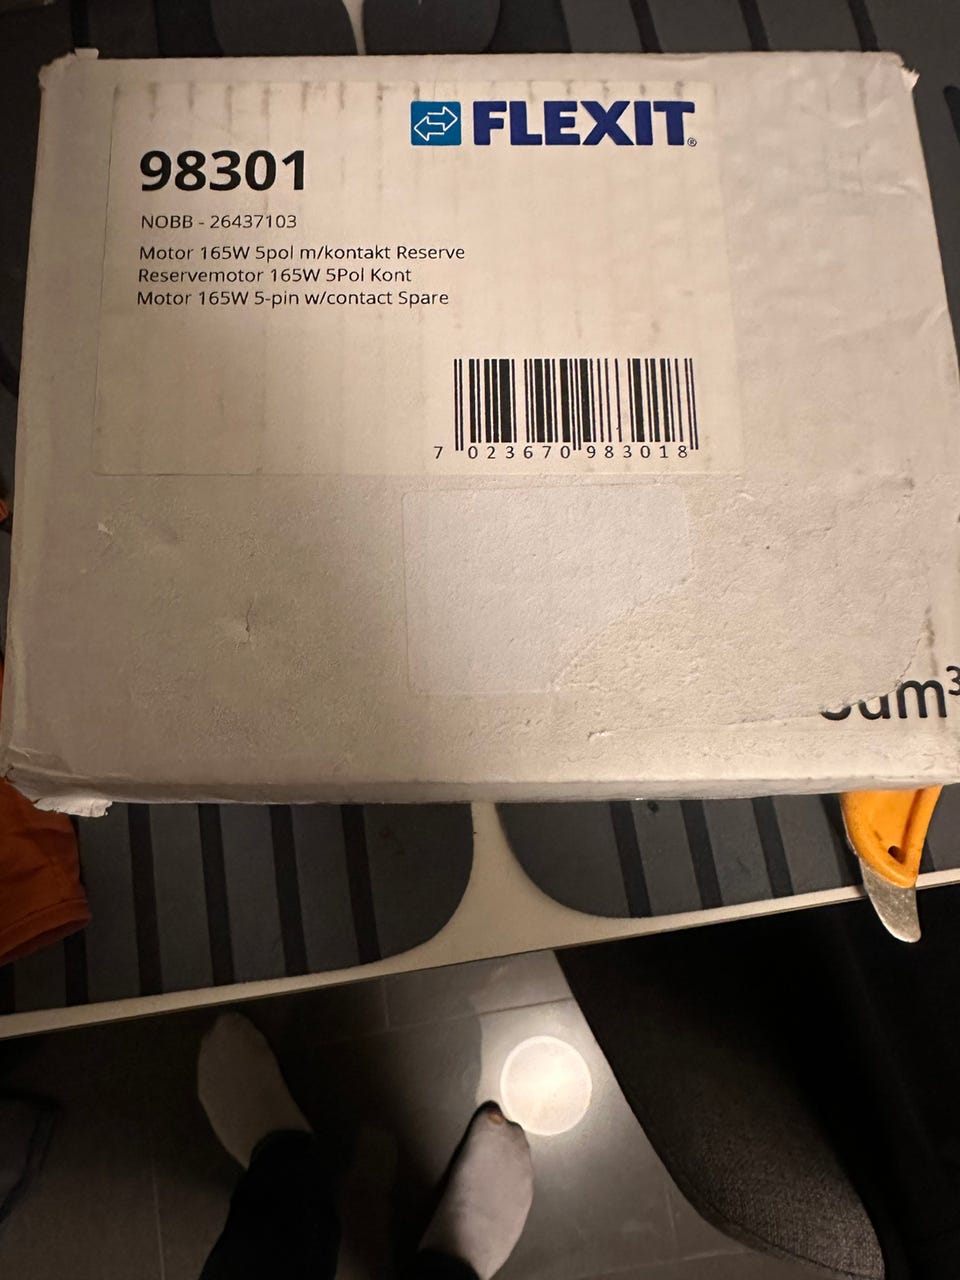 FLEXIT®
98301
NOBB - 26437103
Motor 165W 5pol m/kontakt Reserve
Reservemotor 165W 5Pol Kont
Motor 165W 5-pin w/contact Spare
7 023670 983018